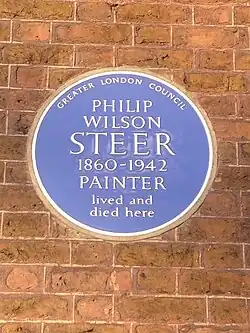 GREATER LONDON COUNCIL
PHILIP
WILSON
STEER
1860-1942
PAINTER
lived and
died here